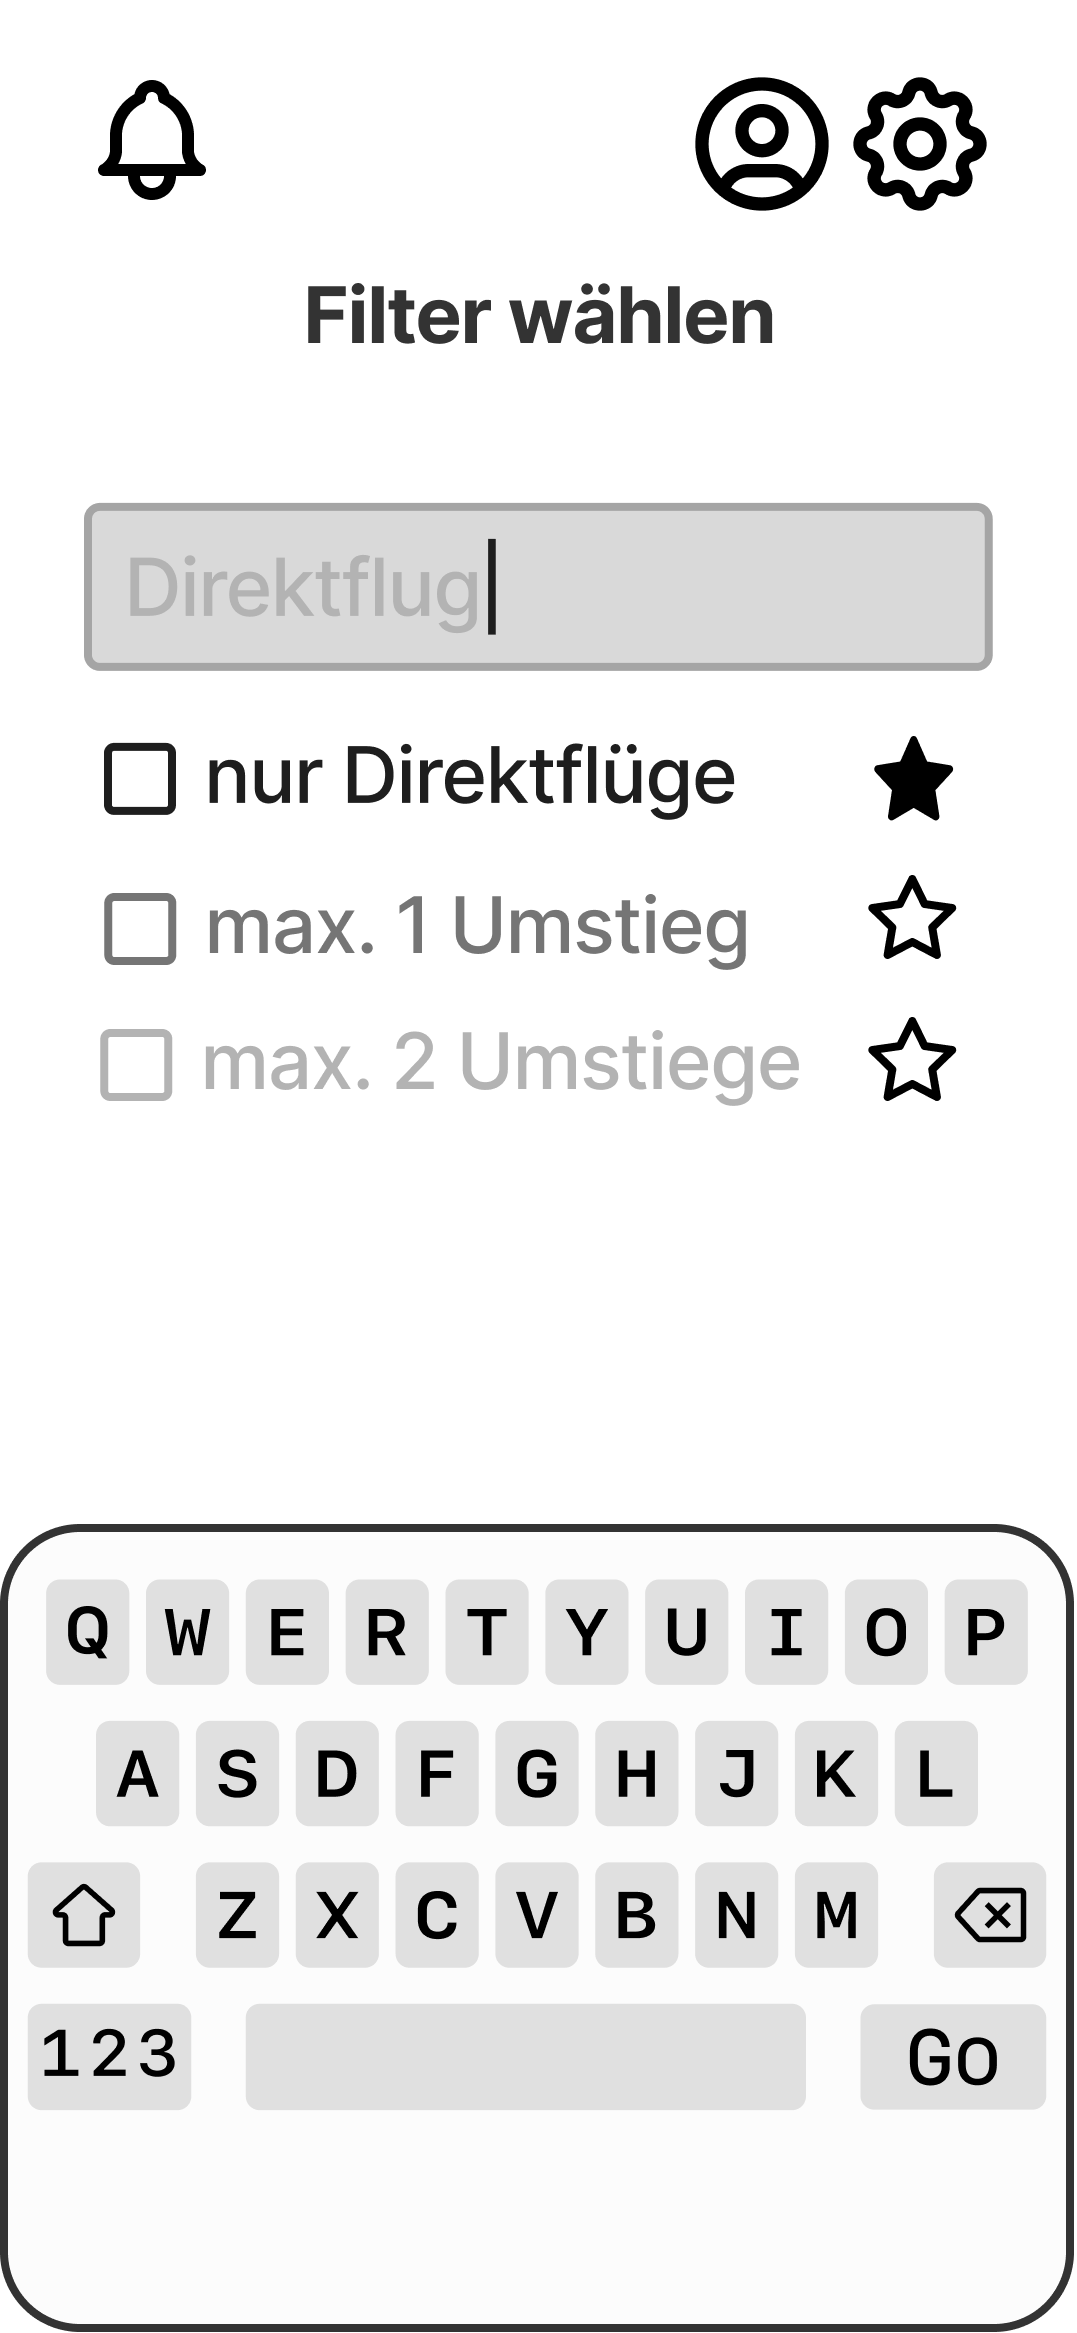 Filter wählen
Direktflug
nur Direktflüge
max. 1 Umstieg
max. 2 Umstiege
Q W E R T Y U I O P
A S D F G H J K L
Z X C V B N M
123 Go